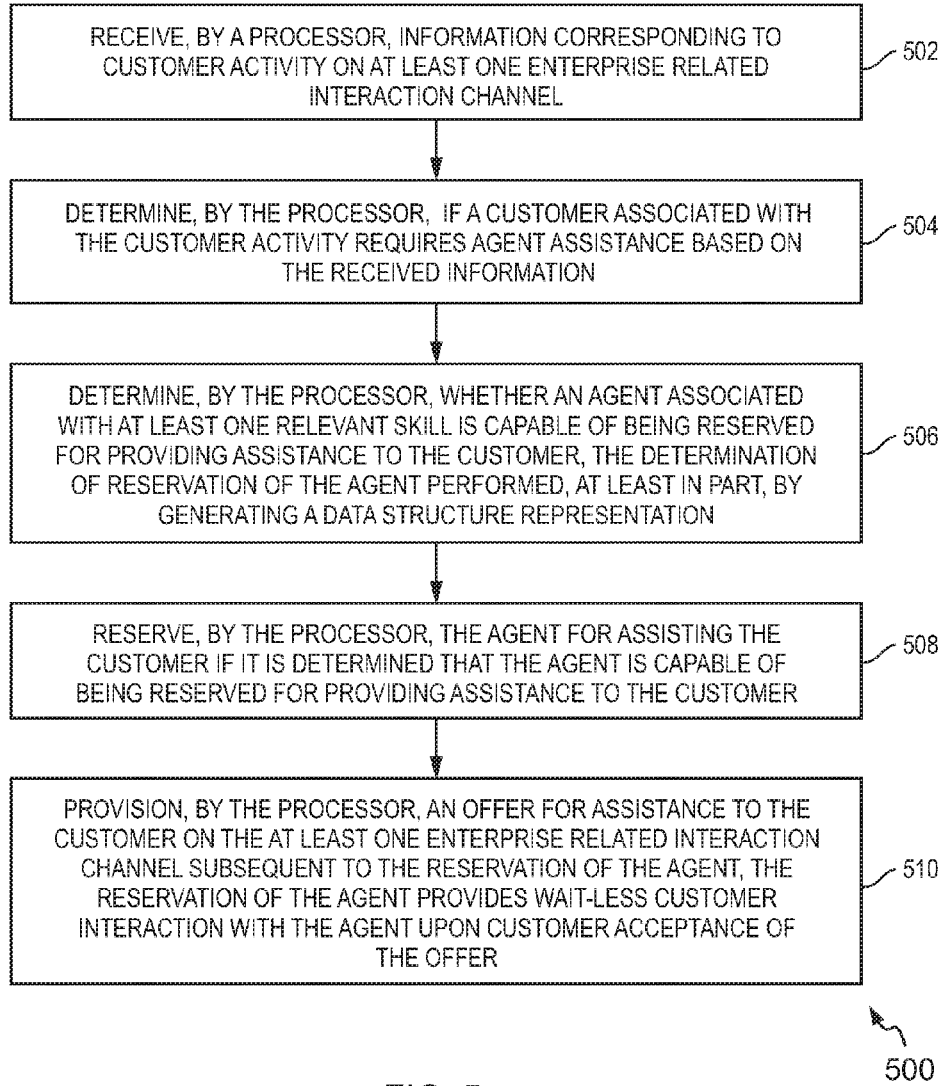 RECEIVE, BY A PROCESSOR, INFORMATION CORRESPONDING TO
CUSTOMER ACTIVITY ON AT LEAST ONE ENTERPRISE RELATED
INTERACTION CHANNEL
502
DETERMINE, BY THE PROCESSOR, IF A CUSTOMER ASSOCIATED WITH
THE CUSTOMER ACTIVITY REQUIRES AGENT ASSISTANCE BASED ON
THE RECEIVED INFORMATION
504
DETERMINE, BY THE PROCESSOR, WHETHER AN AGENT ASSOCIATED
WITH AT LEAST ONE RELEVANT SKILL IS CAPABLE OF BEING RESERVED
FOR PROVIDING ASSISTANCE TO THE CUSTOMER, THE DETERMINATION
OF RESERVATION OF THE AGENT PERFORMED, AT LEAST IN PART, BY
GENERATING A DATA STRUCTURE REPRESENTATION
506
RESERVE, BY THE PROCESSOR, THE AGENT FOR ASSISTING THE
CUSTOMER IF IT IS DETERMINED THAT THE AGENT IS CAPABLE OF
BEING RESERVED FOR PROVIDING ASSISTANCE TO THE CUSTOMER
508
PROVISION, BY THE PROCESSOR, AN OFFER FOR ASSISTANCE TO THE
CUSTOMER ON THE AT LEAST ONE ENTERPRISE RELATED INTERACTION
CHANNEL SUBSEQUENT TO THE RESERVATION OF THE AGENT, THE
RESERVATION OF THE AGENT PROVIDES WAIT-LESS CUSTOMER
INTERACTION WITH THE AGENT UPON CUSTOMER ACCEPTANCE OF
THE OFFER
510
500